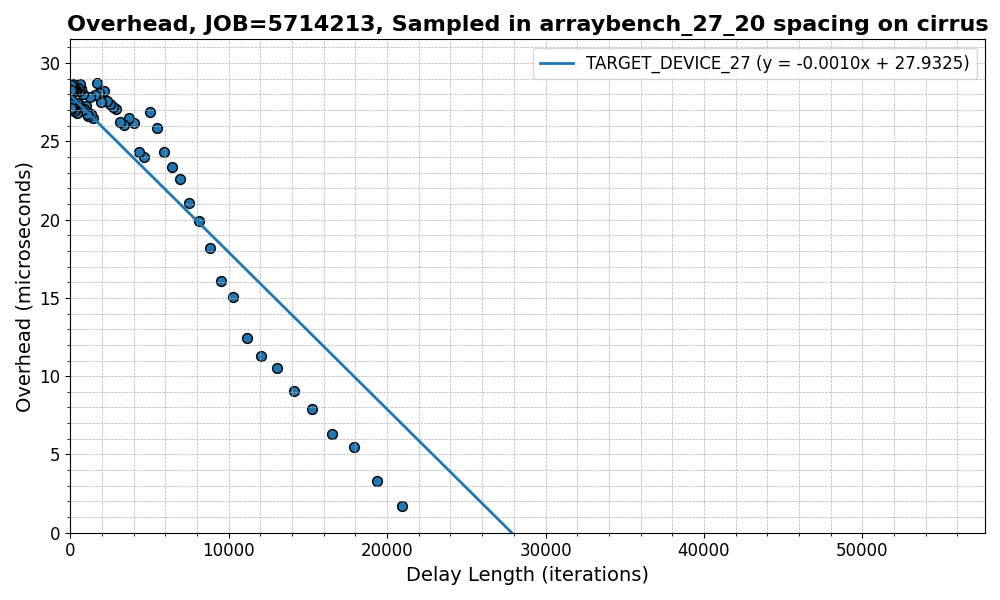 Overhead, JOB=5714213, Sampled in arraybench_27_20 spacing on cirrus
TARGET_DEVICE_27 (y = -0.0010x + 27.9325)
Overhead (microseconds)
30
25
20
15
10
5
0
0 10000 20000 30000 40000 50000
Delay Length (iterations)